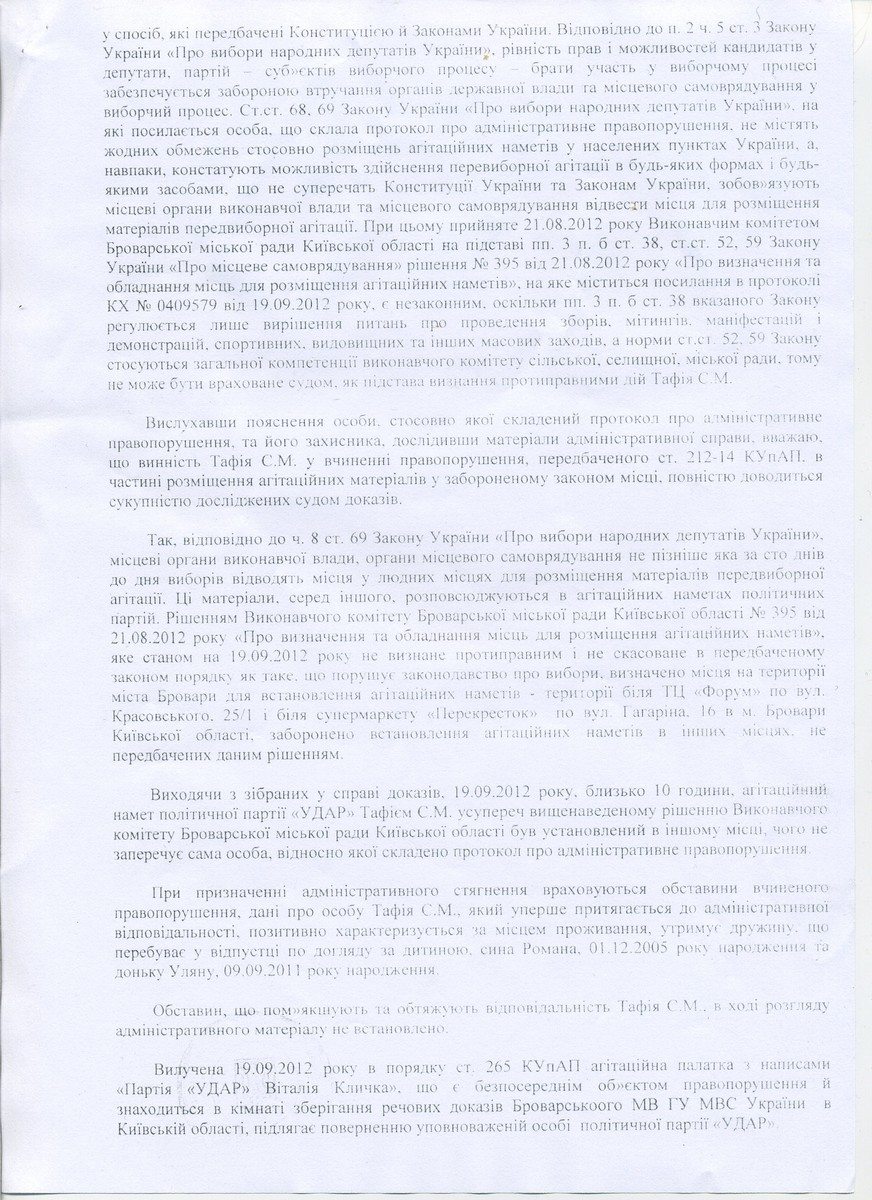 у спосіб, які передбачені Конституцією й Законами України. Відповідно до п. 2 ч. 5 ст. 3 Закону
України «Про вибори народних депутатів України», рівність прав і можливостей кандидатів у
депутати, партій – суб»єктів виборчого процесу – брати участь у виборчому процесі
забезпечується забороною втручання органів державної влади та місцевого самоврядування у
виборчий процес. Ст.ст. 68, 69 Закону України «Про вибори народних депутатів України», на
які посилається особа, що склала протокол про адміністративне правопорушення, не містять
жодних обмежень стосовно розміщень агітаційних наметів у населених пунктах України, а,
навпаки, констатують можливість здійснення перевиборної агітації в будь-яких формах і будь-
якими засобами, що не суперечать Конституції України та Законам України, зобов»язують
місцеві органи виконавчої влади та місцевого самоврядування відвести місця для розміщення
матеріалів передвиборної агітації. При цьому прийняте 21.08.2012 року Виконавчим комітетом
Броварської міської ради Київської області на підставі пп. 3 п. б ст. 38, ст.ст. 52, 59 Закону
України «Про місцеве самоврядування» рішення № 395 від 21.08.2012 року «Про визначення та
обладнання місць для розміщення агітаційних наметів», на яке міститься посилання в протоколі
КХ № 0409579 від 19.09.2012 року, є незаконним, оскільки пп. 3 п. б ст. 38 вказаного Закону
регулюється лише вирішення питань про проведення зборів, мітингів, маніфестацій і
демонстрацій, спортивних, видовищних та інших масових заходів, а норми ст.ст. 52, 59 Закону
стосуються загальної компетенції виконавчого комітету сільської, селищної, міської ради, тому
не може бути враховане судом, як підстава визнання протиправними дій Тафія С.М.
Вислухавши пояснення особи, стосовно якої складений протокол про адміністративне
правопорушення, та його захисника, дослідивши матеріали адміністративної справи, вважаю,
що винність Тафія С.М. у вчиненні правопорушення, передбаченого ст. 212-14 КУпАП, в
частині розміщення агітаційних матеріалів у забороненому законом місці, повністю доводиться
сукупністю досліджених судом доказів.
Так, відповідно до ч. 8 ст. 69 Закону України «Про вибори народних депутатів України»,
місцеві органи виконавчої влади, органи місцевого самоврядування не пізніше яка за сто днів
до дня виборів відводять місця у людних місцях для розміщення матеріалів передвиборної
агітації. Ці матеріали, серед іншого, розповсюджуються в агітаційних наметах політичних
партій. Рішенням Виконавчого комітету Броварської міської ради Київської області № 395 від
21.08.2012 року «Про визначення та обладнання місць для розміщення агітаційних наметів»,
яке станом на 19.09.2012 року не визнане протиправним і не скасоване в передбаченому
законом порядку як таке, що порушує законодавство про вибори, визначено місця на території
міста Бровари для встановлення агітаційних наметів - території біля ТЦ «Форум» по вул.
Красовського, 25/1 і біля супермаркету «Перекресток» по вул. Гагаріна, 16 в м. Бровари
Київської області, заборонено встановлення агітаційних наметів в інших місцях, не
передбачених даним рішенням.
Виходячи з зібраних у справі доказів, 19.09.2012 року, близько 10 години, агітаційний
намет політичної партії «УДАР» Тафієм С.М. усупереч вищенаведеному рішенню Виконавчого
комітету Броварської міської ради Київської області був установлений в іншому місці, чого не
заперечує сама особа, відносно якої складено протокол про адміністративне правопорушення.
При призначенні адміністративного стягнення враховуються обставини вчиненого
правопорушення, дані про особу Тафія С.М., який уперше притягається до адміністративної
відповідальності, позитивно характеризується за місцем проживання, утримує дружину, що
перебуває у відпустці по догляду за дитиною, сина Романа, 01.12.2005 року народження та
доньку Уляну, 09.09.2011 року народження.
Обставин, що пом»якшують та обтяжують відповідальність Тафія С.М., в ході розгляду
адміністративного матеріалу не встановлено.
Вилучена 19.09.2012 року в порядку ст. 265 КУпАП агітаційна палатка з написами
«Партія «УДАР» Віталія Кличка», що є безпосереднім об»єктом правопорушення й
знаходиться в кімнаті зберігання речових доказів Броварськоого МВ ГУ МВС України в
Київській області, підлягає поверненню уповноваженій особі політичної партії «УДАР».